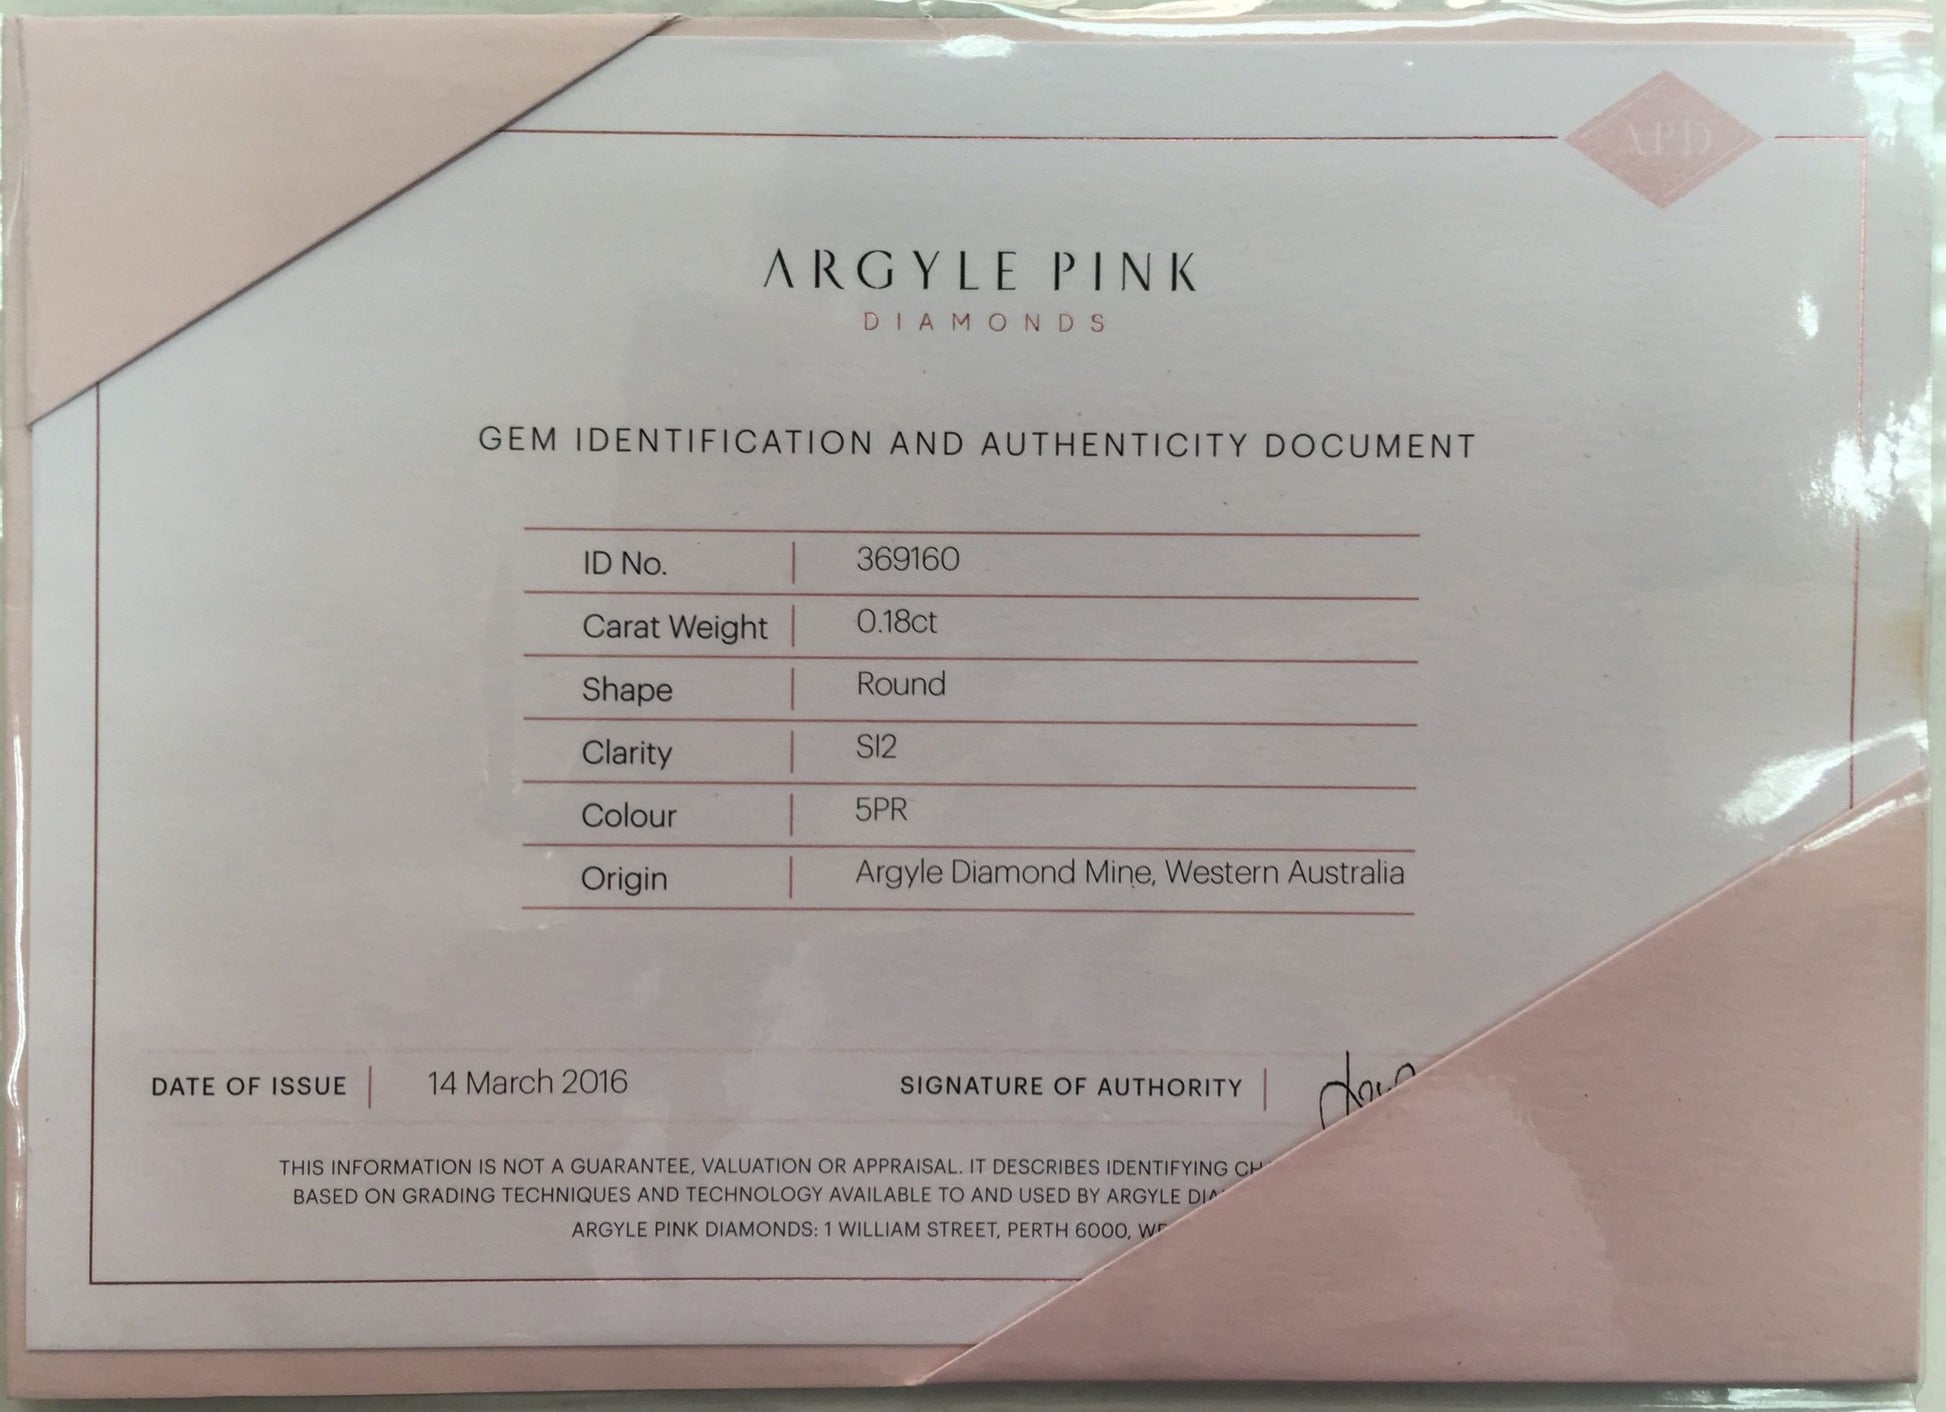 APD
ARGYLE PINK
DIAMONDS
GEM IDENTIFICATION AND AUTHENTICITY DOCUMENT
ID No. 369160
Carat Weight 0.18ct
Shape Round
Clarity SI2
Colour 5PR
Origin Argyle Diamond Mine, Western Australia
DATE OF ISSUE 14 March 2016 SIGNATURE OF AUTHORITY
THIS INFORMATION IS NOT A GUARANTEE, VALUATION OR APPRAISAL. IT DESCRIBES IDENTIFYING
BASED ON GRADING TECHNIQUES AND TECHNOLOGY AVAILABLE TO AND USED BY ARGYLE
ARGYLE PINK DIAMONDS: 1 WILLIAM STREET, PERTH 6000,